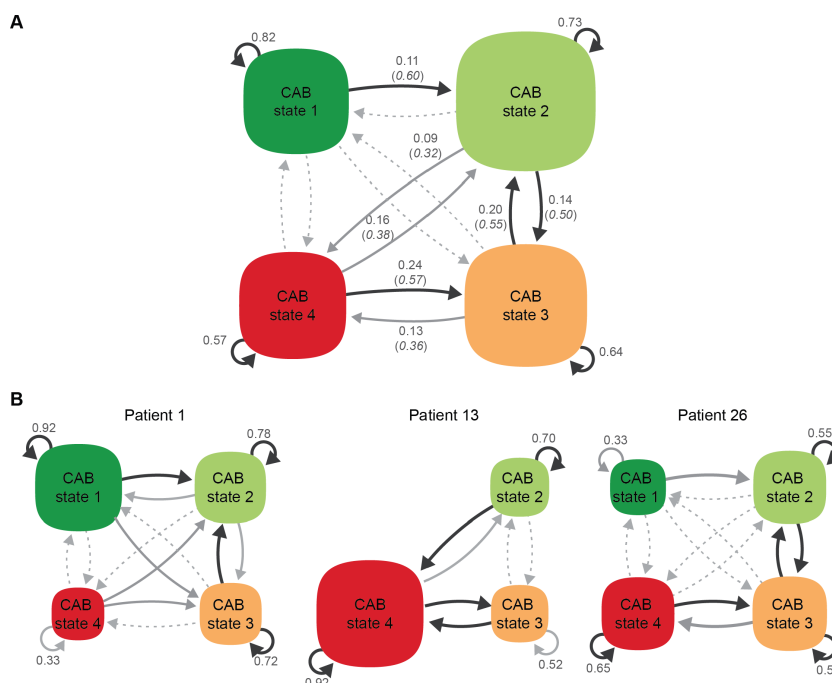 A
0.82
0.73
0.11
(0.60)
CAB
state 1
CAB
state 2
0.09
(0.32)
0.20
(0.55)
0.14
(0.50)
0.16
(0.38)
0.24
(0.57)
CAB
state 4
CAB
state 3
0.13
(0.36)
0.57
0.64
B
Patient 1
Patient 13
Patient 26
0.92
0.78
CAB
state 1
CAB
state 2
CAB
state 4
CAB
state 3
0.33
0.72
0.70
CAB
state 2
CAB
state 4
CAB
state 3
0.52
0.92
0.33
0.55
CAB
state 1
CAB
state 2
CAB
state 4
CAB
state 3
0.65